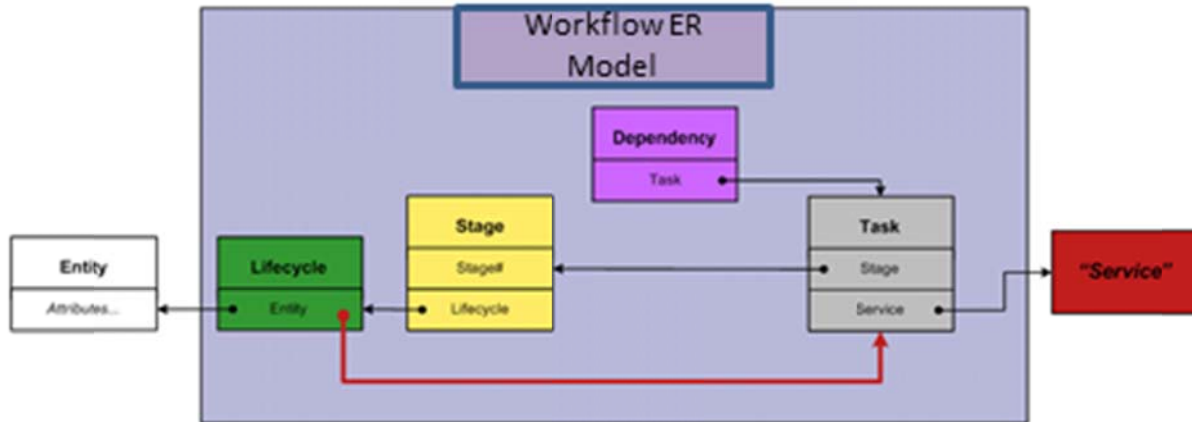 Workflow ER
Model
Dependency
Task
Entity
Attributes...
Lifecycle
Entity
Stage
Stage#
Lifecycle
Task
Stage
Service
"Service"